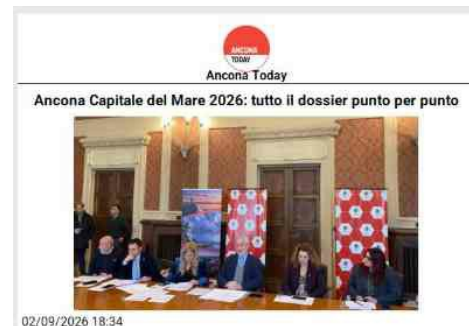 ANCONA
TODAY
Ancona Today
Ancona Capitale del Mare 2026: tutto il dossier punto per punto
02/09/2026 18:34